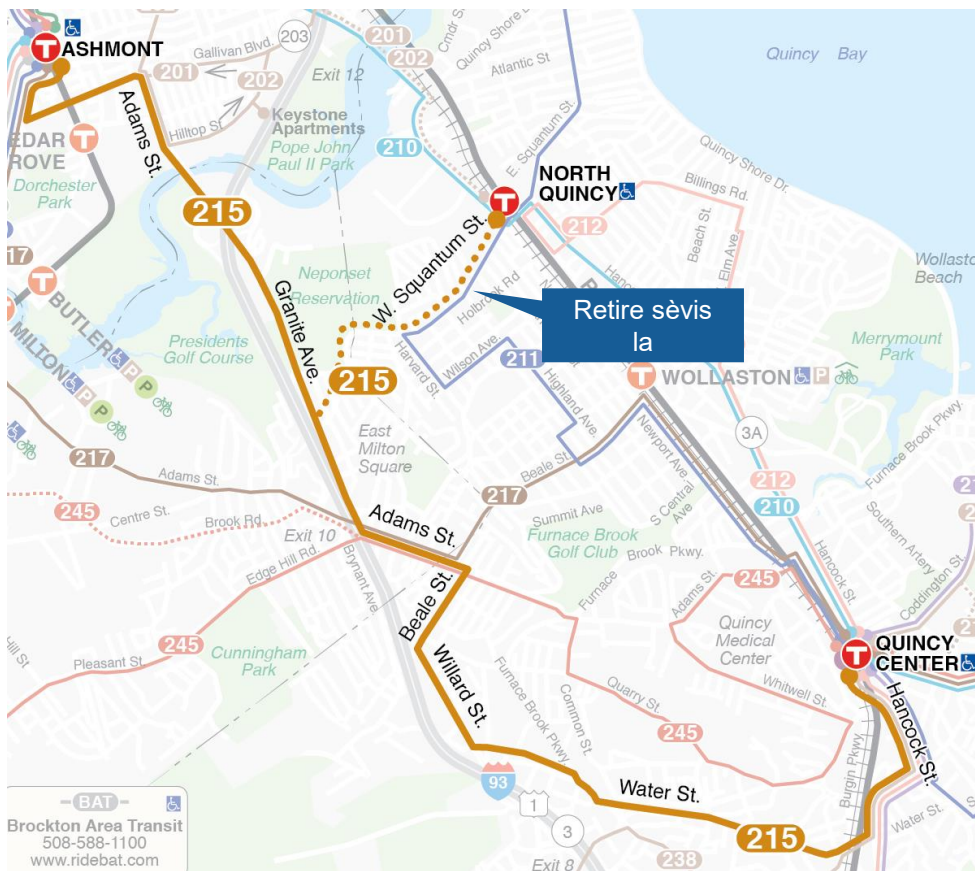 T ASHMONT
Gallivan Blvd.
203
201
202
Exit 12
Keystone
Apartments
Hilltop St.
Pope John
Paul II Park
210
201
202
Cmdr
Quincy Shore Dr.
Atlantic St
E. Squantum St.
Quincy Bay
EDAR
ROVE
T
Dorchester
Park
Adams St.
215
NORTH
QUINCY
T
212
Billings Rd.
Quincy Shore Dr.
Beach St.
Elm Ave
Wollaston
Beach
17
T
BUTLER
P
MILTON
P
P
Presidents
Golf Course
Neponset
Reservation
Granite Ave.
W. Squantum St.
215
Holbrook Rd
Harvard St.
Wilson Ave.
211
Highland Ave.
Retire sèvis
la
T WOLLASTON
P
Merrymount
Park
3A
Furnace Brook Pkwy.
East
Milton
Square
217
Adams St.
245
Centre St.
Brook Rd.
Exit 10
Edge Hill Rd.
Adams St.
217
Beale St.
Newport Ave.
S Central
Ave
Summit Ave
Furnace Brook
Golf Club
Brook Pkwy.
Furnace
212
210
Hancock St.
Southern Artery
Coddington St.
Bryant Ave.
Beale St.
245
Adams St.
Quincy
Medical
Center
T
QUINCY
CENTER
245
Pleasant St.
Hill St
Cunningham
Park
Willard St.
Furnace Brook Pkwy.
Common St.
Quarry St.
245
Whitwell St.
Hancock St.
Burgin Pkwy
93
1
3
Water St.
215
Water St.
Exit 8
238
BAT
Brockton Area Transit
508-588-1100
www.ridebat.com